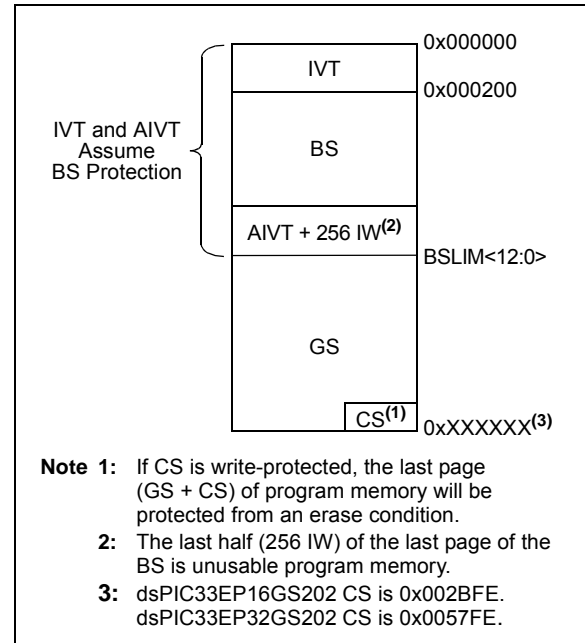 0x000000
IVT
0x000200
IVT and AIVT
Assume
BS Protection
BS
AIVT + 256 IW(2)
BSLIM<12:0>
GS
CS(1)
0xXXXXXX(3)
Note 1: If CS is write-protected, the last page
(GS + CS) of program memory will be
protected from an erase condition.
2: The last half (256 IW) of the last page of the
BS is unusable program memory.
3: dsPIC33EP16GS202 CS is 0x002BFE.
dsPIC33EP32GS202 CS is 0x0057FE.